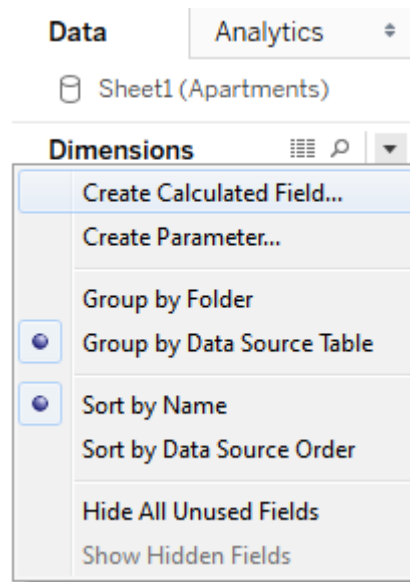 Data Analytics
Sheet1 (Apartments)
Dimensions
Create Calculated Field...
Create Parameter...
Group by Folder
Group by Data Source Table
Sort by Name
Sort by Data Source Order
Hide All Unused Fields
Show Hidden Fields